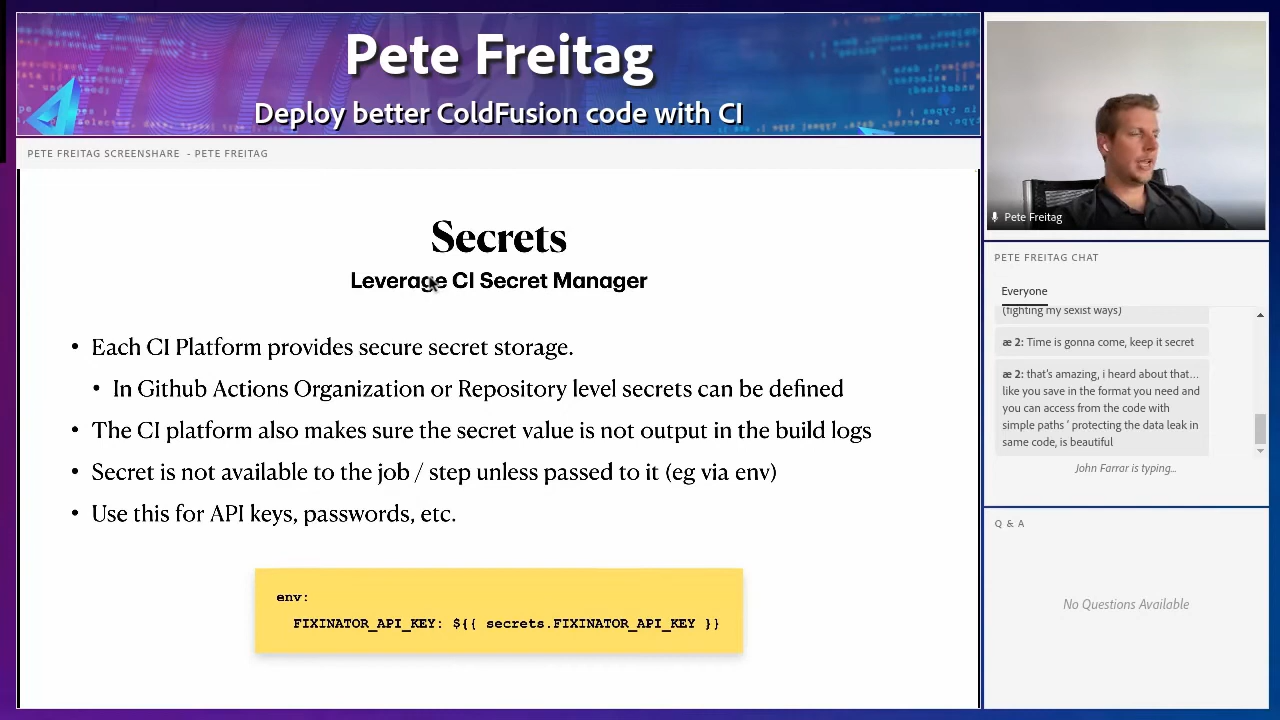 Pete Freitag
Deploy better ColdFusion code with CI
PETE FREITAG SCREENSHARE - PETE FREITAG
Secrets
Leverage CI Secret Manager
• Each CI Platform provides secure secret storage.
• In Github Actions Organization or Repository level secrets can be defined
• The CI platform also makes sure the secret value is not output in the build logs
• Secret is not available to the job / step unless passed to it (eg via env)
• Use this for API keys, passwords, etc.
env:
FIXINATOR_API_KEY: ${{ secrets.FIXINATOR_API_KEY }}
Pete Freitag
PETE FREITAG CHAT
Everyone
(fighting my sexist ways)
æ 2: Time is gonna come, keep it secret
æ 2: that's amazing, i heard about that...
like you save in the format you need and
you can access from the code with
simple paths ' protecting the data leak in
same code, is beautiful
John Farrar is typing...
Q & A
No Questions Available